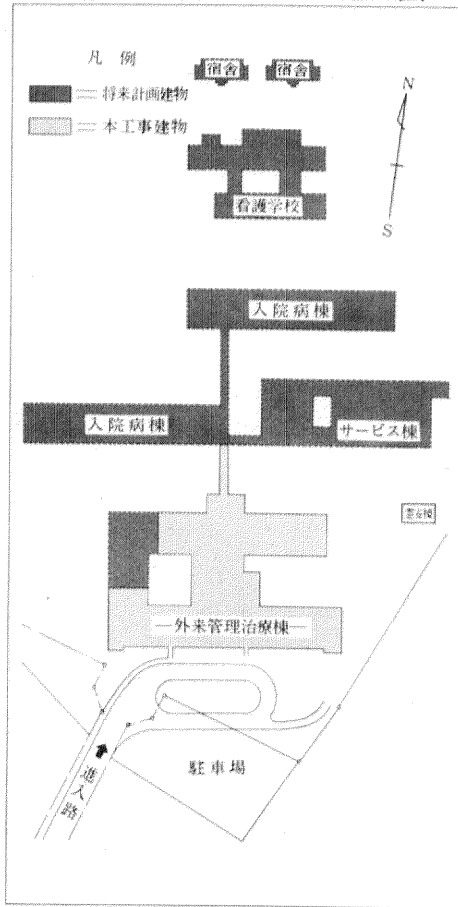 凡例
将来計画建物
本工事建物
宿舎
宿舎
N
S
看護学校
入院病棟
入院病棟
サービス棟
外来管理治療棟
駐車場
進入路